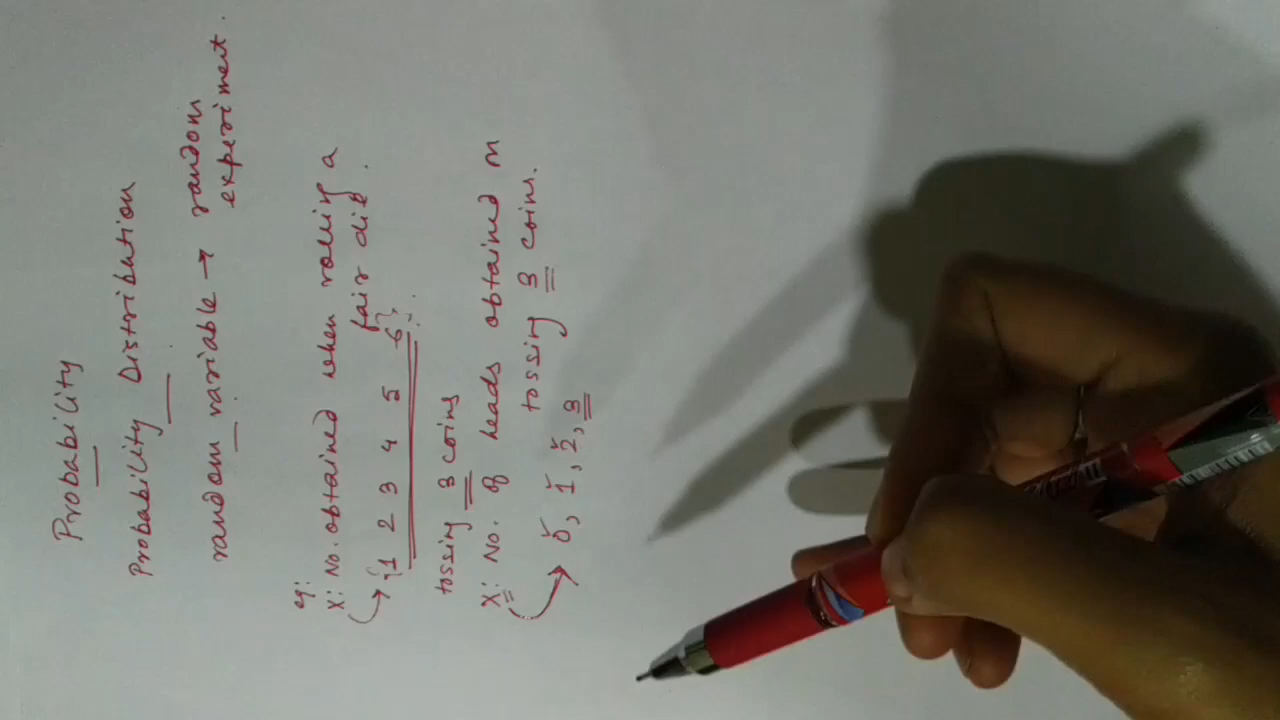 Probability
Probability Distribution
random variable → random
experiment.
eg:
X: No. obtained when rolling a
fair die.
{1 2 3 4 5 6}.
tossing 3 coins
X: No. of heads obtained in
tossing 3 coins.
0, 1, 2, 3